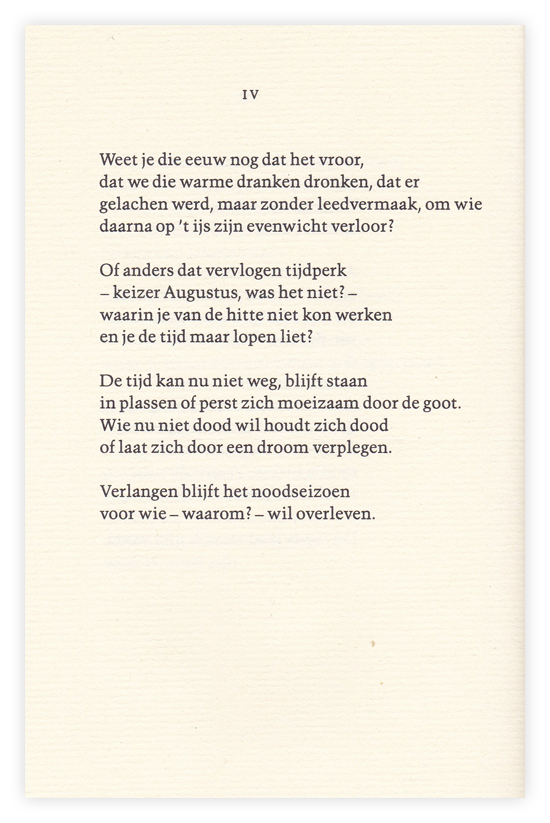 IV
Weet je die eeuw nog dat het vroor,
dat we die warme dranken dronken, dat er
gelachen werd, maar zonder leedvermaak, om wie
daarna op 't ijs zijn evenwicht verloor?
Of anders dat vervlogen tijdperk
– keizer Augustus, was het niet? –
waarin je van de hitte niet kon werken
en je de tijd maar lopen liet?
De tijd kan nu niet weg, blijft staan
in plassen of perst zich moeizaam door de goot.
Wie nu niet dood wil houdt zich dood
of laat zich door een droom verplegen.
Verlangen blijft het noodseizoen
voor wie – waarom? – wil overleven.